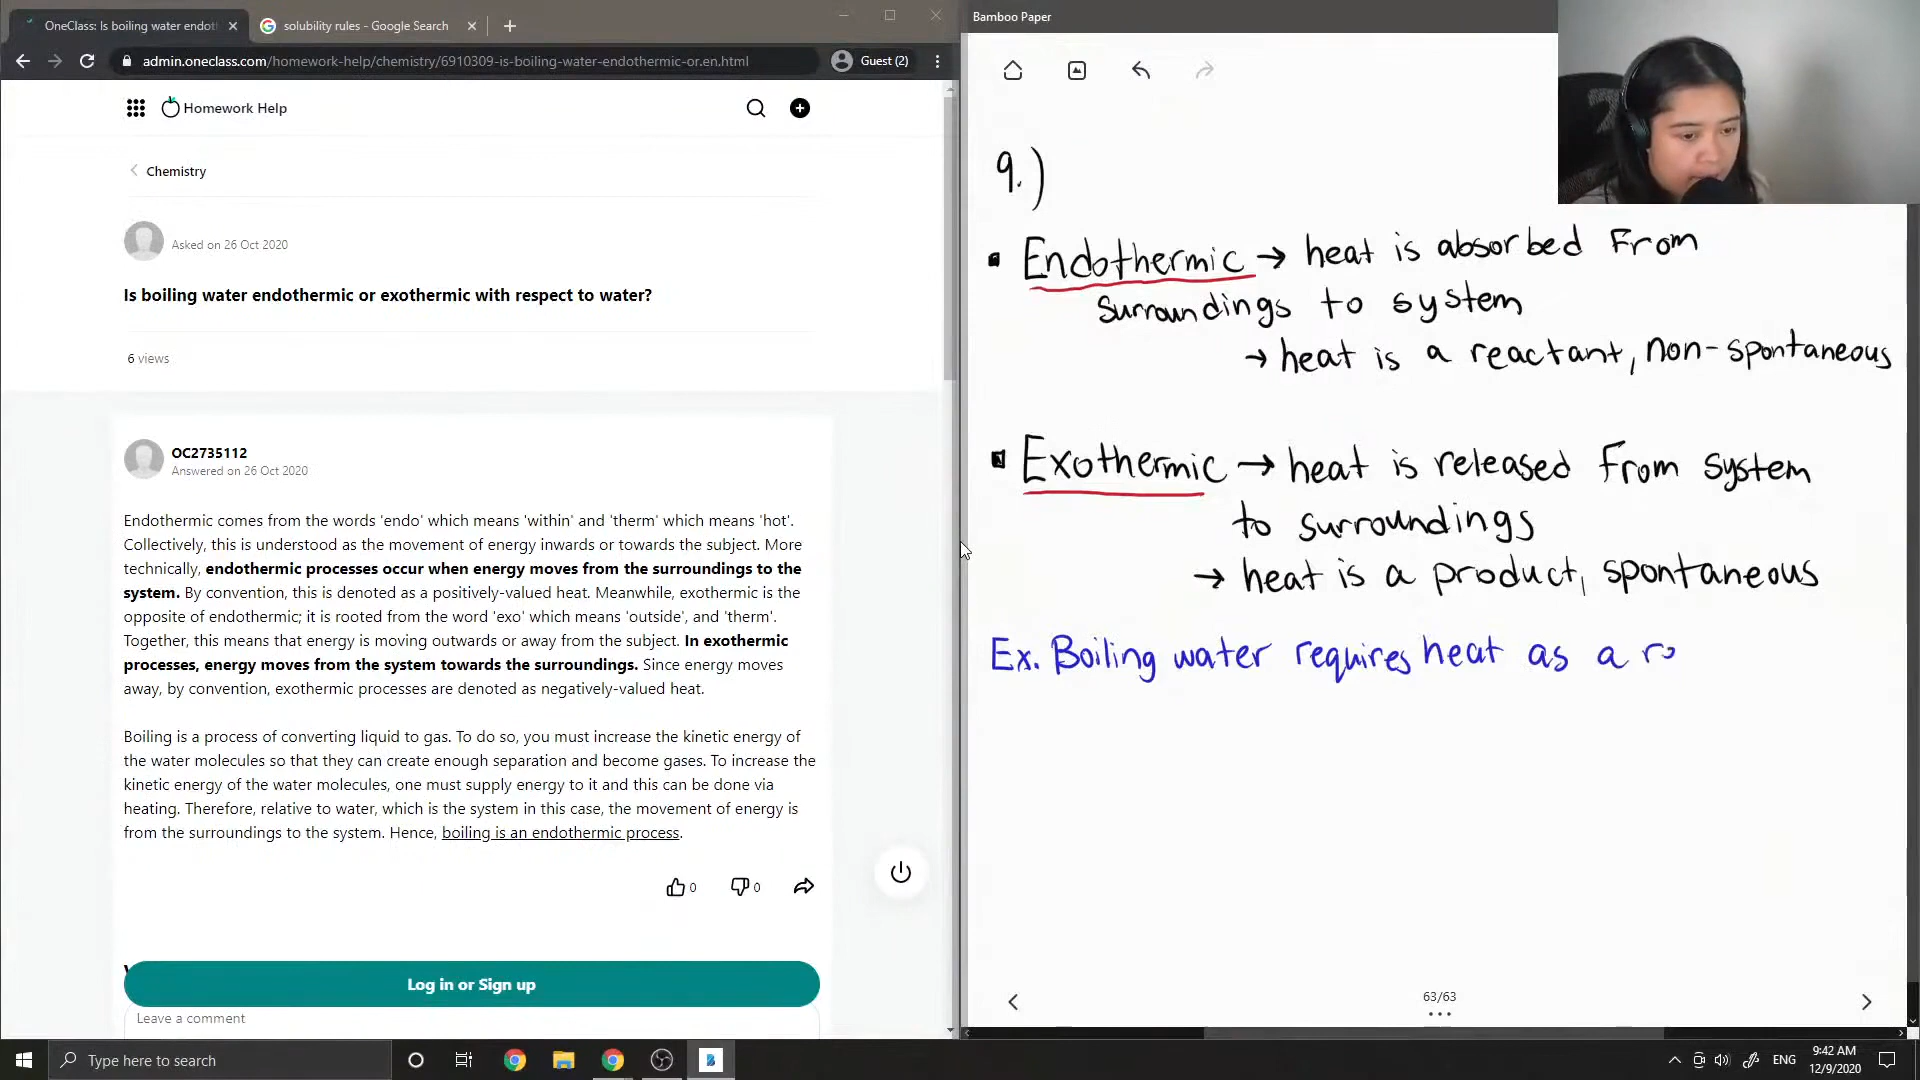 OneClass: Is boiling water endot
solubility rules - Google Search
admin.oneclass.com/homework-help/chemistry/6910309-is-boiling-water-endothermic-or.en.html
Guest (2)
Homework Help
Chemistry
Asked on 26 Oct 2020
Is boiling water endothermic or exothermic with respect to water?
6 views
OC2735112
Answered on 26 Oct 2020
Endothermic comes from the words 'endo' which means 'within' and 'therm' which means 'hot'.
Collectively, this is understood as the movement of energy inwards or towards the subject. More
technically, endothermic processes occur when energy moves from the surroundings to the
system. By convention, this is denoted as a positively-valued heat. Meanwhile, exothermic is the
opposite of endothermic; it is rooted from the word 'exo' which means 'outside', and 'therm'.
Together, this means that energy is moving outwards or away from the subject. In exothermic
processes, energy moves from the system towards the surroundings. Since energy moves
away, by convention, exothermic processes are denoted as negatively-valued heat.
Boiling is a process of converting liquid to gas. To do so, you must increase the kinetic energy of
the water molecules so that they can create enough separation and become gases. To increase the
kinetic energy of the water molecules, one must supply energy to it and this can be done via
heating. Therefore, relative to water, which is the system in this case, the movement of energy is
from the surroundings to the system. Hence, boiling is an endothermic process.
0
0
Log in or Sign up
Leave a comment
Bamboo Paper
9.)
Endothermic → heat is absorbed from
surroundings to system
→ heat is a reactant, non-spontaneous
Exothermic → heat is released from system
to surroundings
→ heat is a product, spontaneous
Ex. Boiling water requires heat as a r
63/63
Type here to search
ENG
9:42 AM
12/9/2020